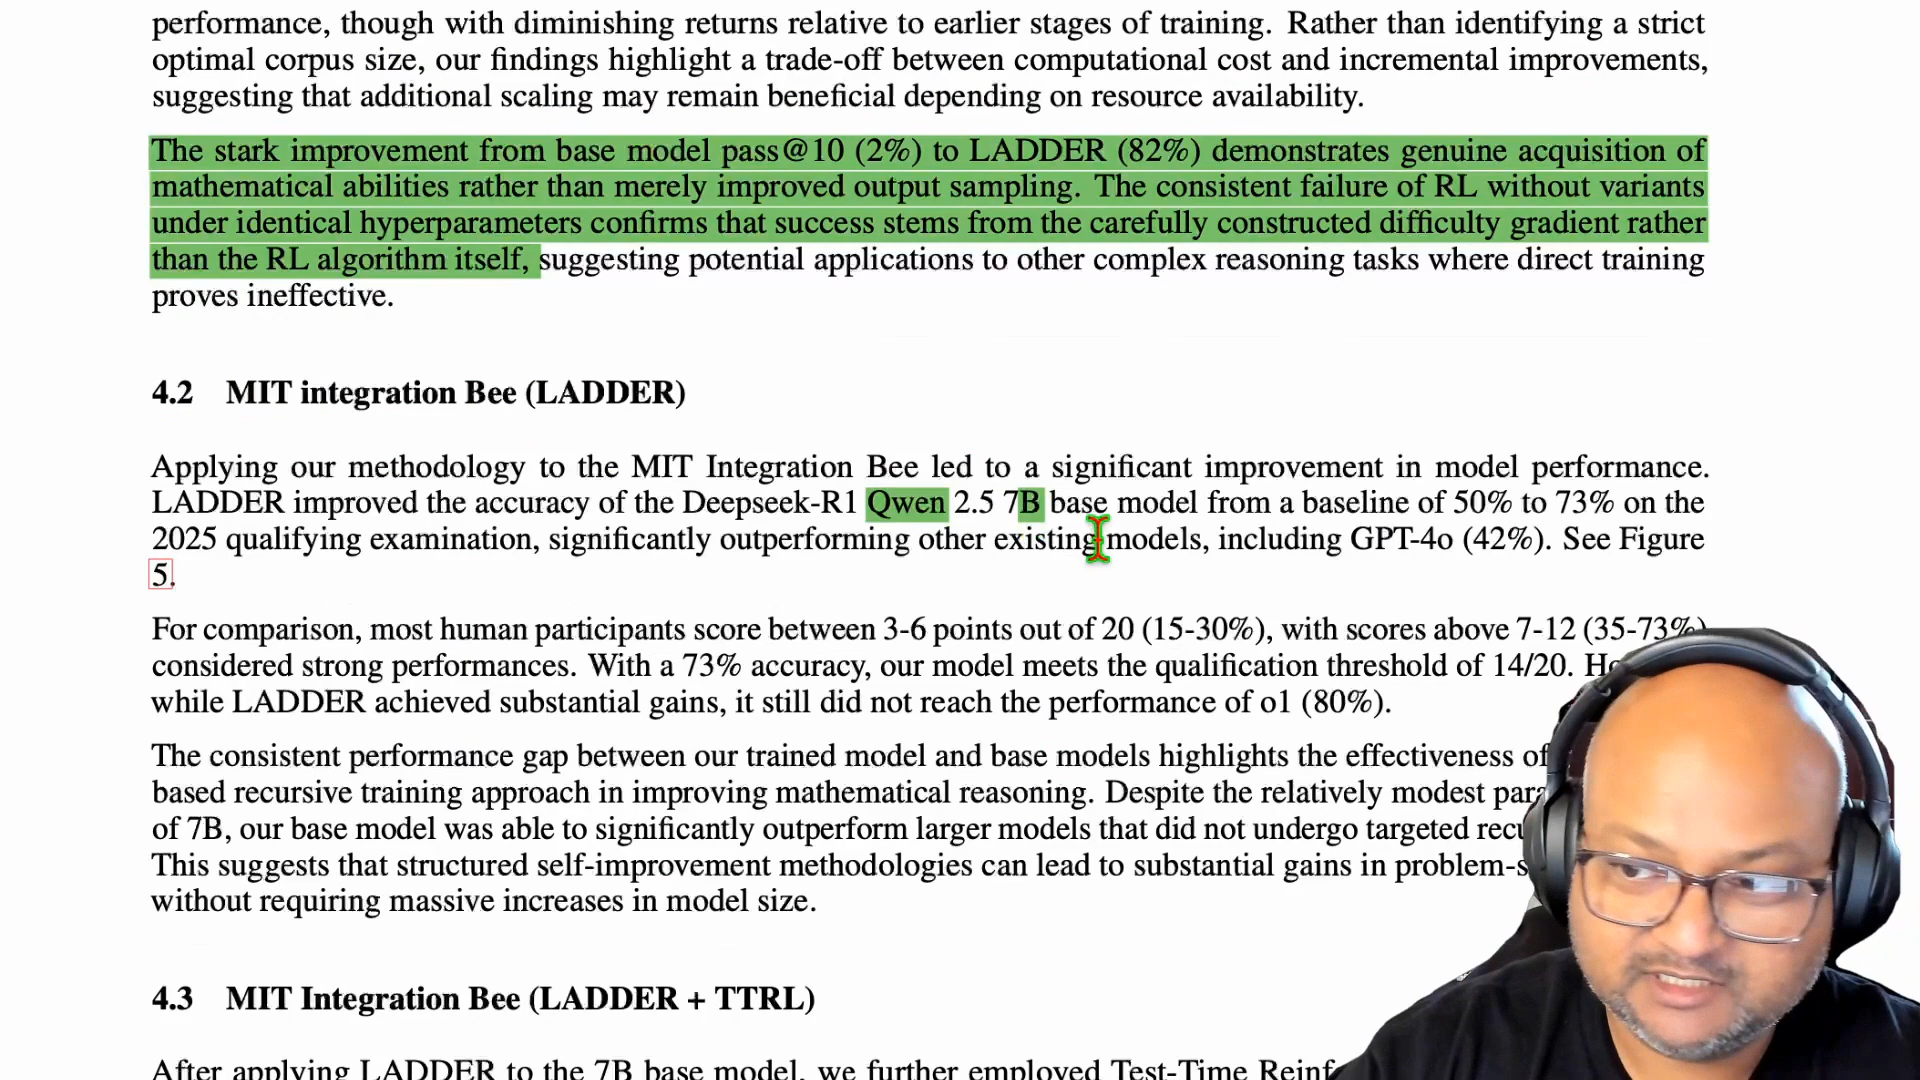 performance, though with diminishing returns relative to earlier stages of training. Rather than identifying a strict
optimal corpus size, our findings highlight a trade-off between computational cost and incremental improvements,
suggesting that additional scaling may remain beneficial depending on resource availability.
The stark improvement from base model pass@10 (2%) to LADDER (82%) demonstrates genuine acquisition of
mathematical abilities rather than merely improved output sampling. The consistent failure of RL without variants
under identical hyperparameters confirms that success stems from the carefully constructed difficulty gradient rather
than the RL algorithm itself, suggesting potential applications to other complex reasoning tasks where direct training
proves ineffective.
4.2 MIT integration Bee (LADDER)
Applying our methodology to the MIT Integration Bee led to a significant improvement in model performance.
LADDER improved the accuracy of the Deepseek-R1 Qwen 2.5 7B base model from a baseline of 50% to 73% on the
2025 qualifying examination, significantly outperforming other existing models, including GPT-4o (42%). See Figure
5.
For comparison, most human participants score between 3-6 points out of 20 (15-30%), with scores above 7-12 (35-73%)
considered strong performances. With a 73% accuracy, our model meets the qualification threshold of 14/20.
while LADDER achieved substantial gains, it still did not reach the performance of o1 (80%).
The consistent performance gap between our trained model and base models highlights the effectiveness of
based recursive training approach in improving mathematical reasoning. Despite the relatively modest
of 7B, our base model was able to significantly outperform larger models that did not undergo targeted
This suggests that structured self-improvement methodologies can lead to substantial gains in
without requiring massive increases in model size.
4.3 MIT Integration Bee (LADDER + TTRL)
After applying LADDER to the 7B base model, we further employed Test-Time